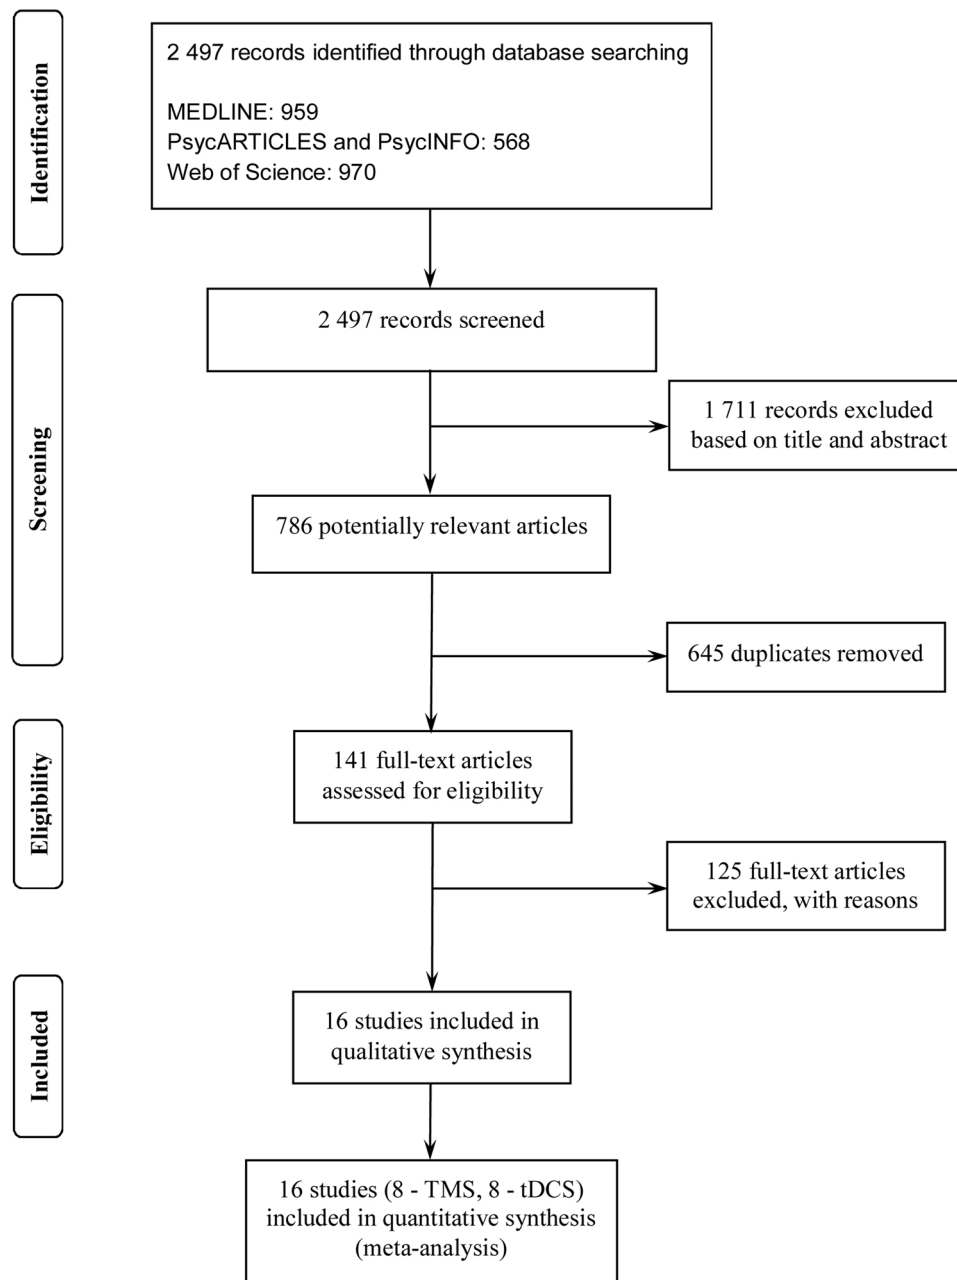 Identification
2 497 records identified through database searching
MEDLINE: 959
PsycARTICLES and PsycINFO: 568
Web of Science: 970
Screening
2 497 records screened
1 711 records excluded
based on title and abstract
786 potentially relevant articles
645 duplicates removed
Eligibility
141 full-text articles
assessed for eligibility
125 full-text articles
excluded, with reasons
Included
16 studies included in
qualitative synthesis
16 studies (8 - TMS, 8 - tDCS)
included in quantitative synthesis
(meta-analysis)